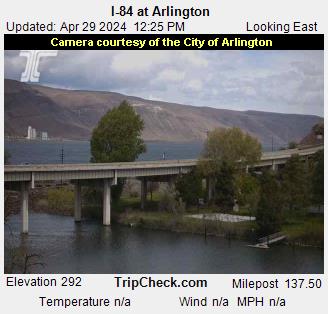 I-84 at Arlington
Updated: Apr 29 2024 12:25 PM Looking East
Camera courtesy of the City of Arlington
Elevation 292 TripCheck.com Milepost 137.50
Temperature n/a Wind n/a MPH n/a